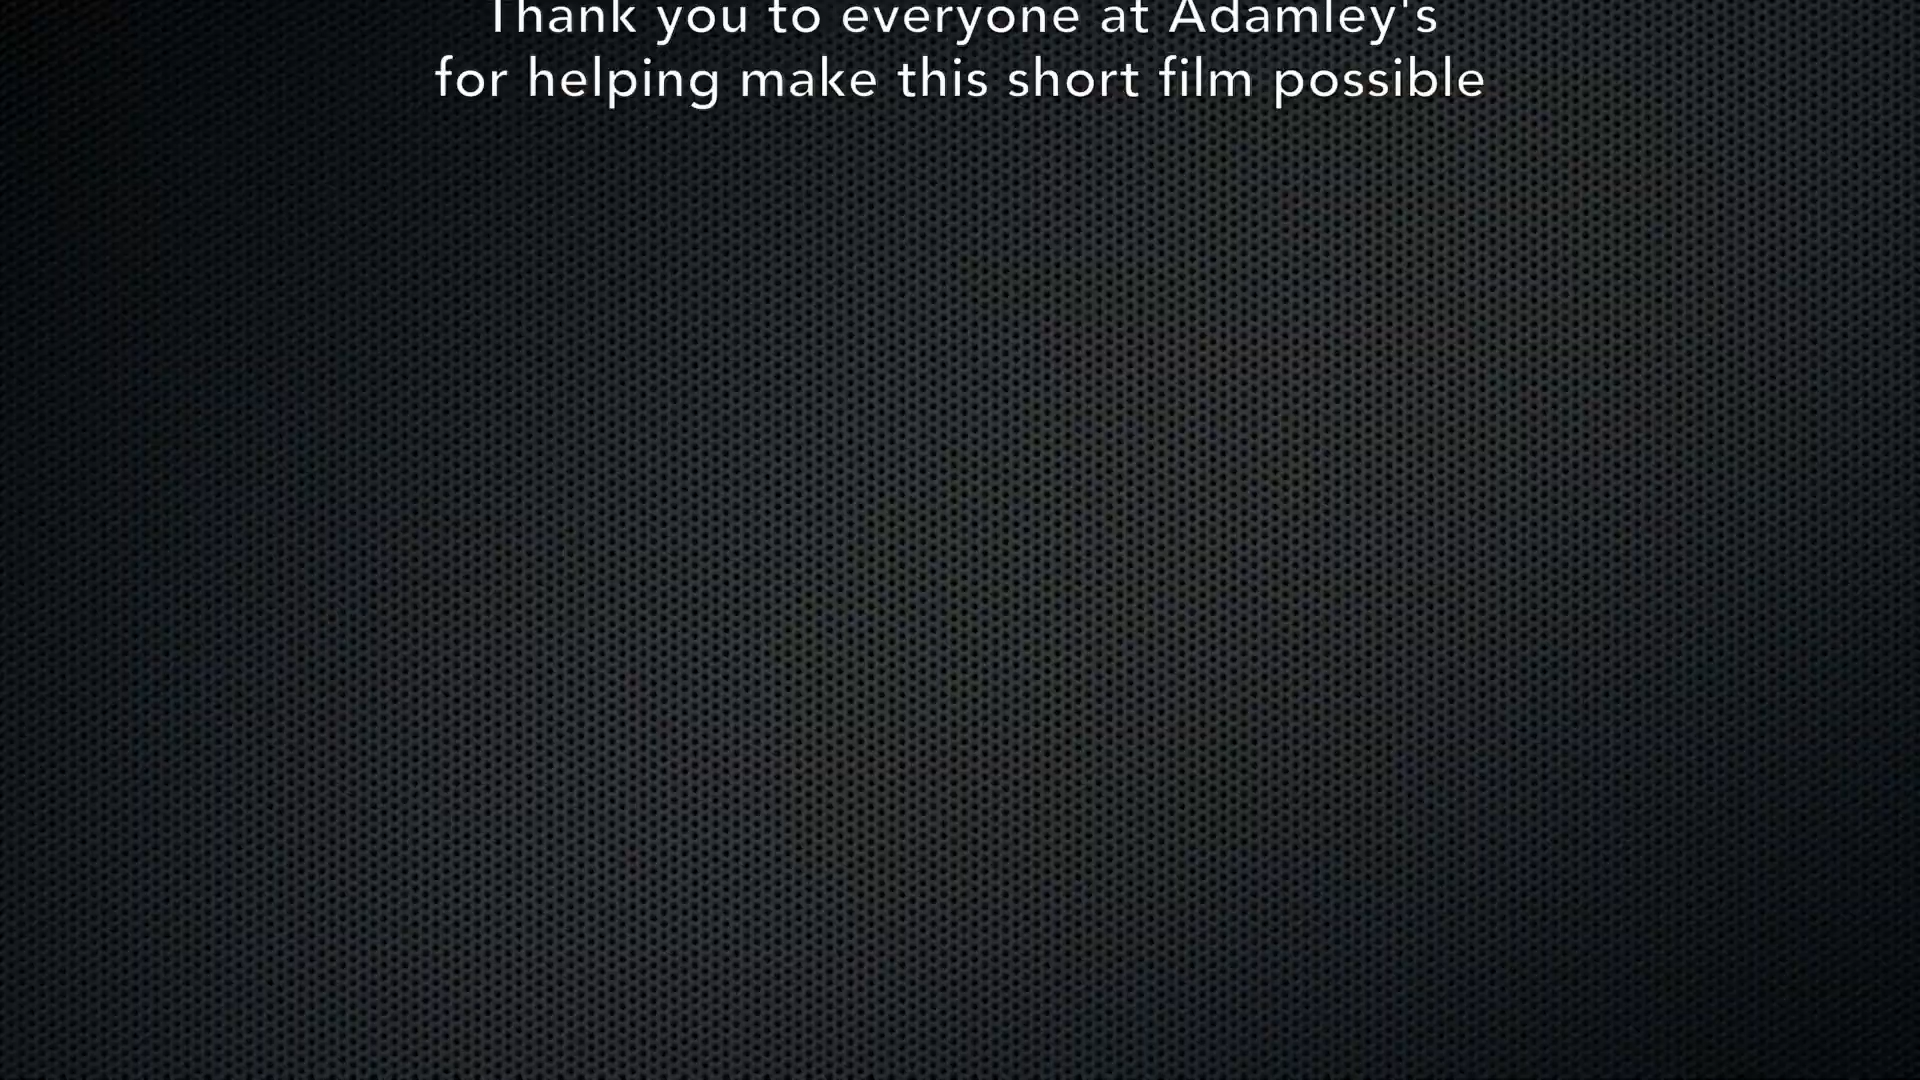 Thank you to everyone at Adamley's
for helping make this short film possible